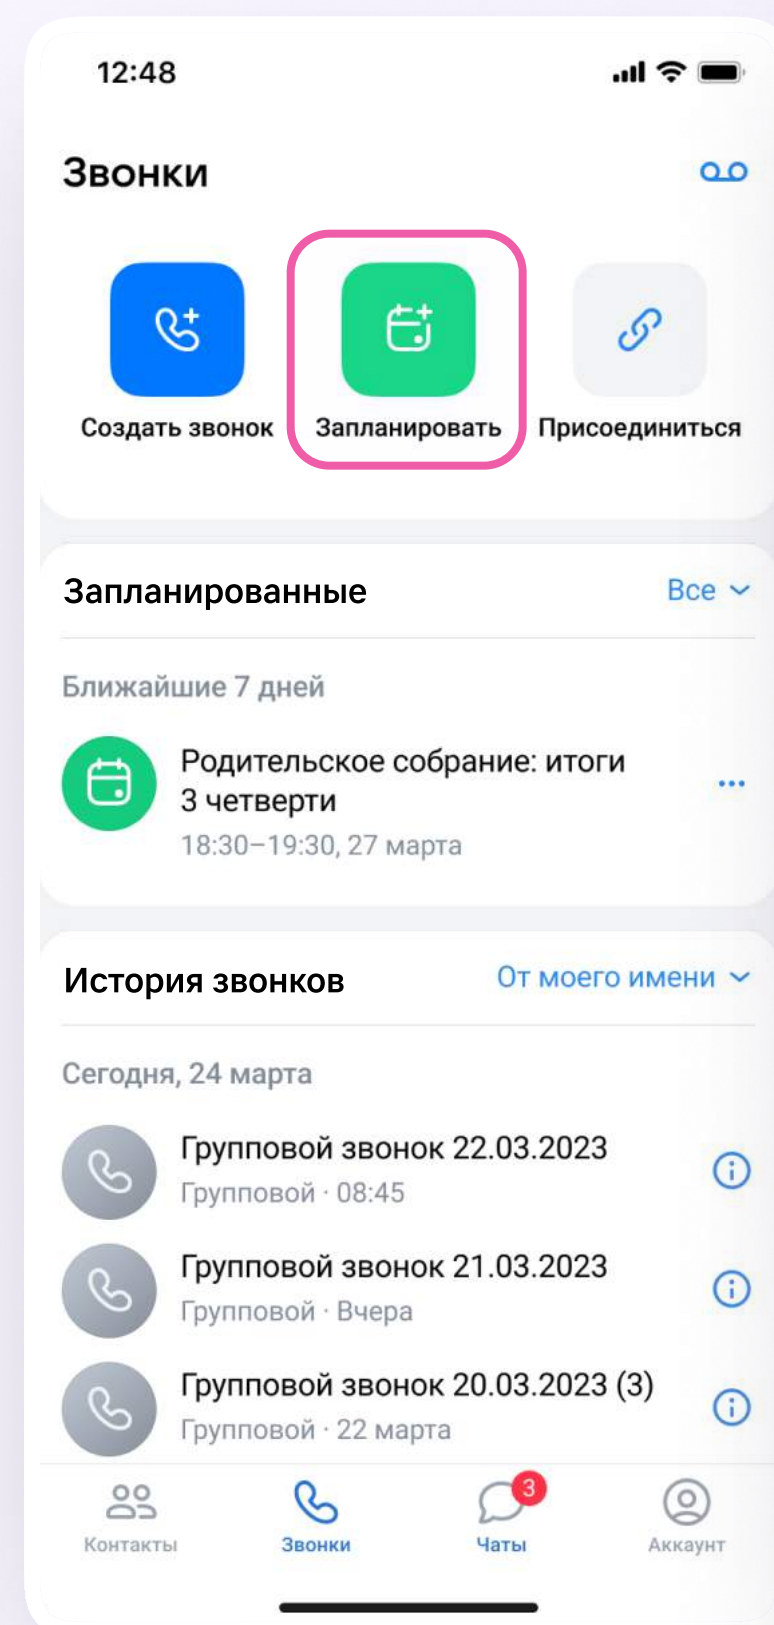 12:48
Звонки
Создать звонок
Запланировать
Присоединиться
Запланированные
Все
Ближайшие 7 дней
Родительское собрание: итоги
3 четверти
18:30–19:30, 27 марта
История звонков
От моего имени
Сегодня, 24 марта
Групповой звонок 22.03.2023
Групповой · 08:45
Групповой звонок 21.03.2023
Групповой · Вчера
Групповой звонок 20.03.2023 (3)
Групповой · 22 марта
3
Контакты
Звонки
Чаты
Аккаунт